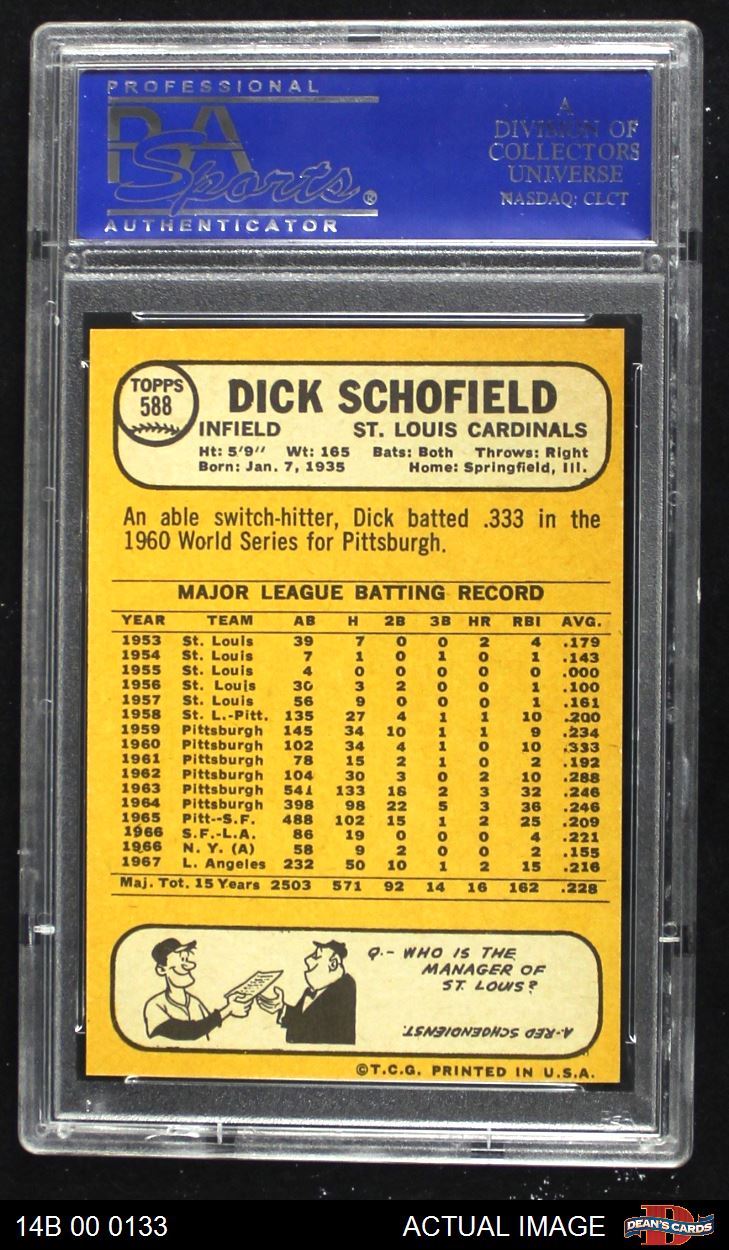 PROFESSIONAL
PSA
Sports®
AUTHENTICATOR
A
DIVISION OF
COLLECTORS
UNIVERSE
NASDAQ: CLCT
TOPPS
588
DICK SCHOFIELD
INFIELD ST. LOUIS CARDINALS
Ht: 5'9" Wt: 165 Bats: Both Throws: Right
Born: Jan. 7, 1935 Home: Springfield, Ill.
An able switch-hitter, Dick batted .333 in the
1960 World Series for Pittsburgh.
MAJOR LEAGUE BATTING RECORD
YEAR TEAM AB H 2B 3B HR RBI AVG.
1953 St. Louis 39 7 0 0 2 4 .179
1954 St. Louis 7 1 0 1 0 1 .143
1955 St. Louis 4 0 0 0 0 0 .000
1956 St. Louis 30 3 2 0 0 1 .100
1957 St. Louis 56 9 0 0 0 1 .161
1958 St. L.-Pitt. 135 27 4 1 1 10 .200
1959 Pittsburgh 145 34 10 1 1 9 .234
1960 Pittsburgh 102 34 4 1 0 10 .333
1961 Pittsburgh 78 15 2 1 0 2 .192
1962 Pittsburgh 104 30 3 0 2 10 .288
1963 Pittsburgh 541 133 18 2 3 32 .246
1964 Pittsburgh 398 98 22 5 3 36 .246
1965 Pitt--S.F. 488 102 15 1 2 25 .209
1966 S.F.-L.A. 86 19 0 0 0 4 .221
1966 N. Y. (A) 58 9 2 0 0 2 .155
1967 L. Angeles 232 50 10 1 2 15 .216
Maj. Tot. 15 Years 2503 571 92 14 16 162 .228
Q.- WHO IS THE
MANAGER OF
ST. LOUIS?
A-RED SCHOENDIENST.
©T.C.G. PRINTED IN U.S.A.
14B 00 0133 ACTUAL IMAGE DEAN'S CARDS